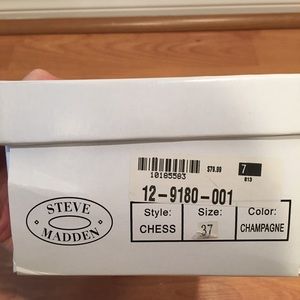 $79.99
7
813
10185583
12-9180-001
STEVE
MADDEN
Style: Size: Color:
CHESS 37 CHAMPAGNE